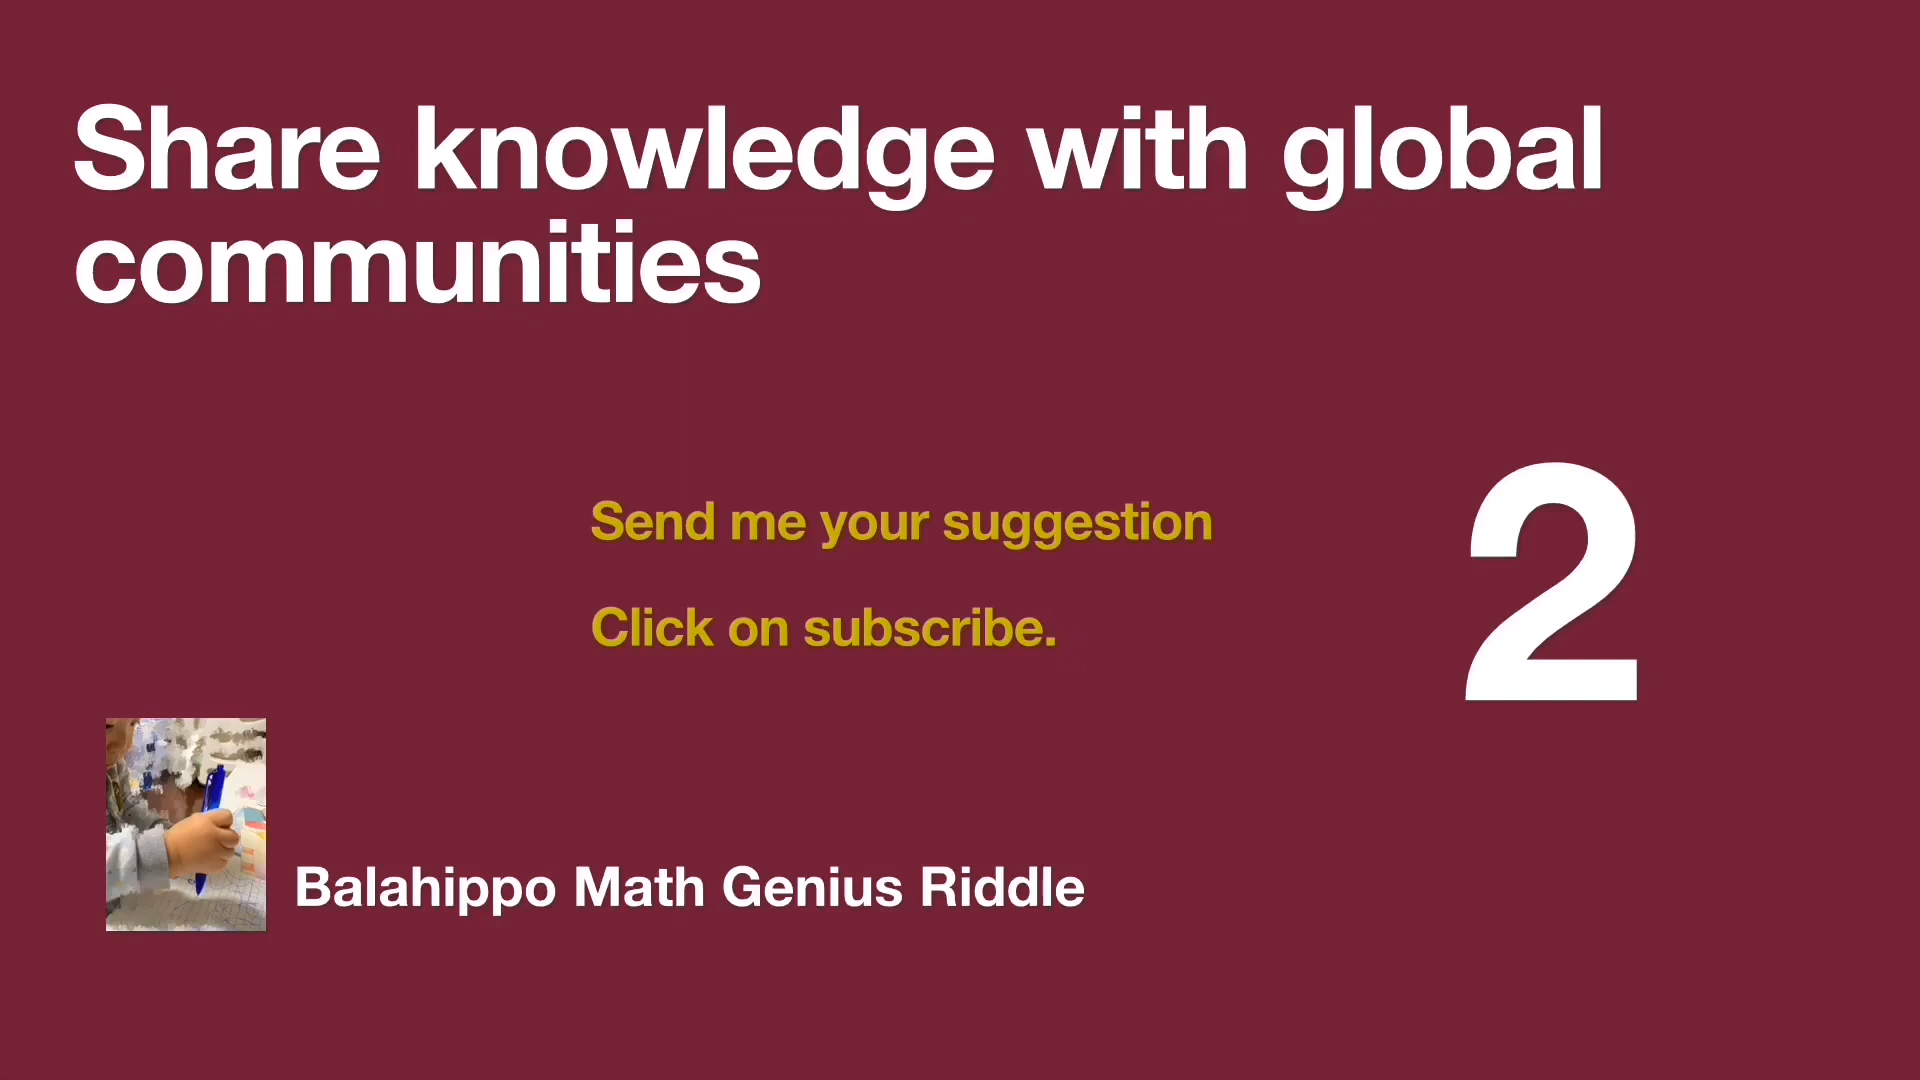 Share knowledge with global
communities
Send me your suggestion
Click on subscribe.
2
Balahippo Math Genius Riddle